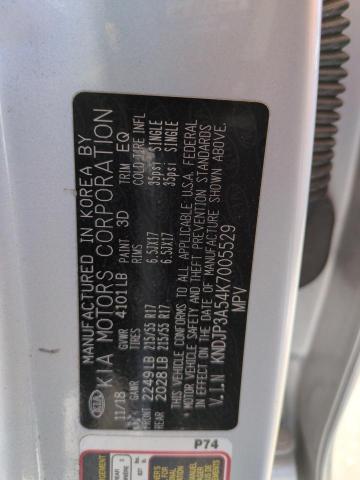 MANUFACTURED IN KOREA BY
KIA MOTORS CORPORATION
KIA
11/18 GVWR 4101LB PAINT 3D TRIM EQ
GAWR RIMS COLD TIRE INFL
FRONT 2249LB 215/55 R17 6.5JX17 35psi SINGLE
REAR 2028LB 215/55 R17 6.5JX17 35psi SINGLE
THIS VEHICLE CONFORMS TO ALL APPLICABLE U.S.A. FEDERAL
MOTOR VEHICLE SAFETY AND THEFT PREVENTION STANDARDS
IN EFFECT ON THE DATE OF MANUFACTURE SHOWN ABOVE.
V.I.N KNDJP3A54K7005529
MPV
P74